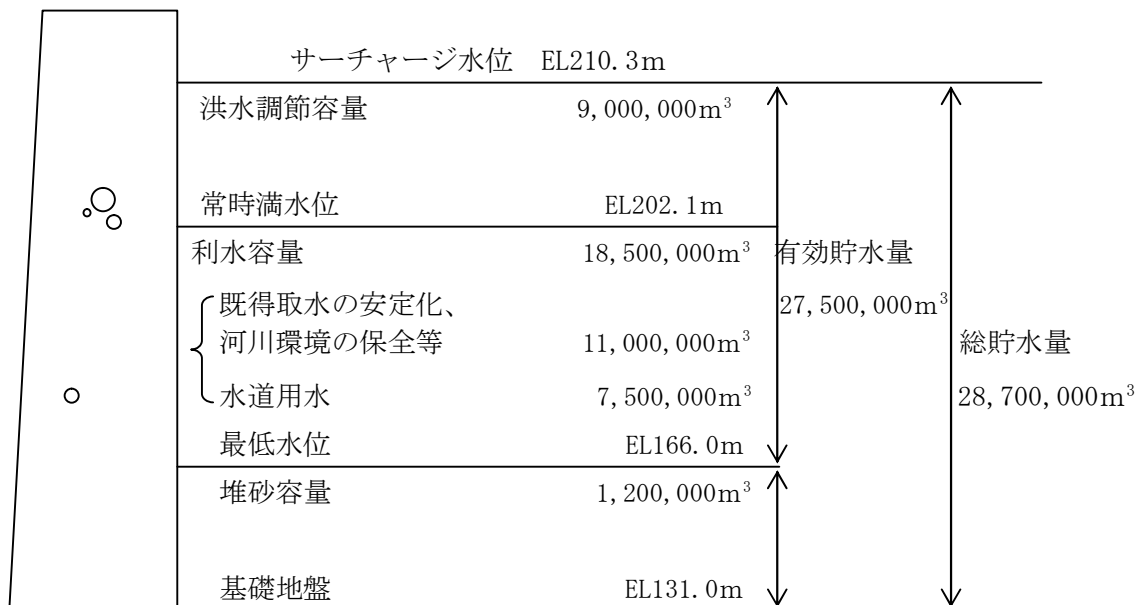 サーチャージ水位 EL210.3m
洪水調節容量 9,000,000m³
常時満水位 EL202.1m
利水容量 18,500,000m³ 有効貯水量
既得取水の安定化、 27,500,000m³
河川環境の保全等 11,000,000m³ 総貯水量
水道用水 7,500,000m³ 28,700,000m³
最低水位 EL166.0m
堆砂容量 1,200,000m³
基礎地盤 EL131.0m